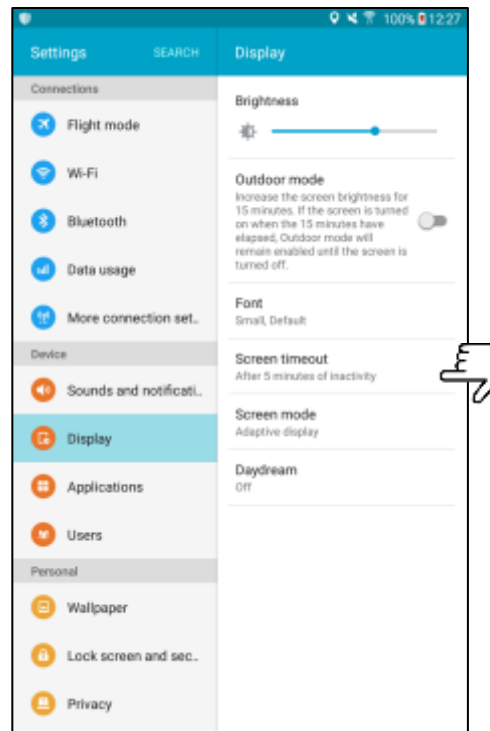 100% 12:27
Settings
SEARCH
Connections
Flight mode
Wi-Fi
Bluetooth
Data usage
More connection set..
Device
Sounds and notificati..
Display
Applications
Users
Personal
Wallpaper
Lock screen and sec..
Privacy
Display
Brightness
Outdoor mode
Increase the screen brightness for
15 minutes. If the screen is turned
on when the 15 minutes have
elapsed, Outdoor mode will
remain enabled until the screen is
turned off.
Font
Small, Default
Screen timeout
After 5 minutes of inactivity
Screen mode
Adaptive display
Daydream
Off